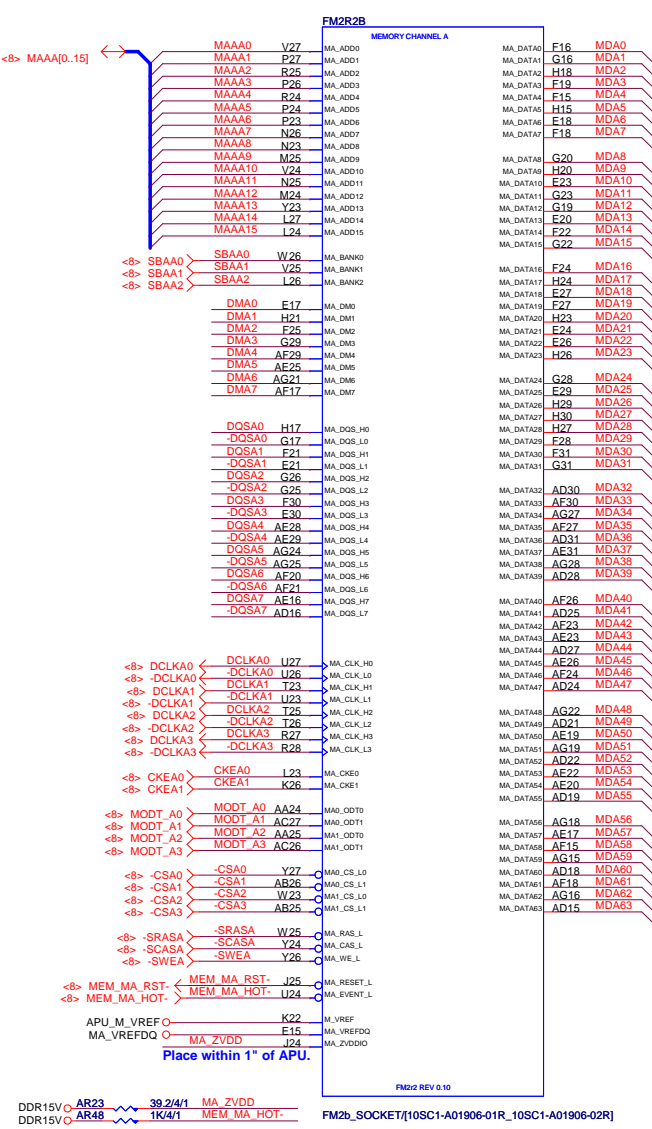 FM2R2B
MEMORY CHANNEL A
<8> MAAA[0..15]
MAAA0 V27 MA_ADD0 MA_DATA0 F16 MDA0
MAAA1 P27 MA_ADD1 MA_DATA1 G16 MDA1
MAAA2 R25 MA_ADD2 MA_DATA2 H18 MDA2
MAAA3 P26 MA_ADD3 MA_DATA3 F19 MDA3
MAAA4 R24 MA_ADD4 MA_DATA4 F15 MDA4
MAAA5 P24 MA_ADD5 MA_DATA5 H15 MDA5
MAAA6 P23 MA_ADD6 MA_DATA6 E18 MDA6
MAAA7 N26 MA_ADD7 MA_DATA7 F18 MDA7
MAAA8 N23 MA_ADD8
MAAA9 M25 MA_ADD9 MA_DATA8 G20 MDA8
MAAA10 V24 MA_ADD10 MA_DATA9 H20 MDA9
MAAA11 N25 MA_ADD11 MA_DATA10 E23 MDA10
MAAA12 M24 MA_ADD12 MA_DATA11 G23 MDA11
MAAA13 Y23 MA_ADD13 MA_DATA12 G19 MDA12
MAAA14 L27 MA_ADD14 MA_DATA13 E20 MDA13
MAAA15 L24 MA_ADD15 MA_DATA14 F22 MDA14
MA_DATA15 G22 MDA15
<8> SBAA0 SBAA0 W26 MA_BANK0
<8> SBAA1 SBAA1 V25 MA_BANK1 MA_DATA16 F24 MDA16
<8> SBAA2 SBAA2 L26 MA_BANK2 MA_DATA17 H24 MDA17
MA_DATA18 E27 MDA18
DMA0 E17 MA_DM0 MA_DATA19 F27 MDA19
DMA1 H21 MA_DM1 MA_DATA20 H23 MDA20
DMA2 F25 MA_DM2 MA_DATA21 E24 MDA21
DMA3 G29 MA_DM3 MA_DATA22 E26 MDA22
DMA4 AF29 MA_DM4 MA_DATA23 H26 MDA23
DMA5 AE25 MA_DM5
DMA6 AG21 MA_DM6 MA_DATA24 G28 MDA24
DMA7 AF17 MA_DM7 MA_DATA25 E29 MDA25
MA_DATA26 H29 MDA26
MA_DATA27 H30 MDA27
DQSA0 H17 MA_DQS_H0 MA_DATA28 H27 MDA28
-DQSA0 G17 MA_DQS_L0 MA_DATA29 F28 MDA29
DQSA1 F21 MA_DQS_H1 MA_DATA30 F31 MDA30
-DQSA1 E21 MA_DQS_L1 MA_DATA31 G31 MDA31
DQSA2 G26 MA_DQS_H2
-DQSA2 G25 MA_DQS_L2 MA_DATA32 AD30 MDA32
DQSA3 F30 MA_DQS_H3 MA_DATA33 AF30 MDA33
-DQSA3 E30 MA_DQS_L3 MA_DATA34 AG27 MDA34
DQSA4 AE28 MA_DQS_H4 MA_DATA35 AF27 MDA35
-DQSA4 AE29 MA_DQS_L4 MA_DATA36 AD31 MDA36
DQSA5 AG24 MA_DQS_H5 MA_DATA37 AE31 MDA37
-DQSA5 AG25 MA_DQS_L5 MA_DATA38 AG28 MDA38
DQSA6 AF20 MA_DQS_H6 MA_DATA39 AD28 MDA39
-DQSA6 AF21 MA_DQS_L6
DQSA7 AE16 MA_DQS_H7 MA_DATA40 AF26 MDA40
-DQSA7 AD16 MA_DQS_L7 MA_DATA41 AD25 MDA41
MA_DATA42 AF23 MDA42
MA_DATA43 AE23 MDA43
MA_DATA44 AD27 MDA44
<8> DCLKA0 DCLKA0 U27 MA_CLK_H0 MA_DATA45 AE26 MDA45
<8> -DCLKA0 -DCLKA0 U26 MA_CLK_L0 MA_DATA46 AF24 MDA46
<8> DCLKA1 DCLKA1 T23 MA_CLK_H1 MA_DATA47 AD24 MDA47
<8> -DCLKA1 -DCLKA1 U23 MA_CLK_L1
<8> DCLKA2 DCLKA2 T25 MA_CLK_H2 MA_DATA48 AG22 MDA48
<8> -DCLKA2 -DCLKA2 T26 MA_CLK_L2 MA_DATA49 AD21 MDA49
<8> DCLKA3 DCLKA3 R27 MA_CLK_H3 MA_DATA50 AE19 MDA50
<8> -DCLKA3 -DCLKA3 R28 MA_CLK_L3 MA_DATA51 AG19 MDA51
MA_DATA52 AD22 MDA52
<8> CKEA0 CKEA0 L23 MA_CKE0 MA_DATA53 AE22 MDA53
<8> CKEA1 CKEA1 K26 MA_CKE1 MA_DATA54 AE20 MDA54
MA_DATA55 AD19 MDA55
<8> MODT_A0 MODT_A0 AA24 MA0_ODT0
<8> MODT_A1 MODT_A1 AC27 MA0_ODT1 MA_DATA56 AG18 MDA56
<8> MODT_A2 MODT_A2 AA25 MA1_ODT0 MA_DATA57 AE17 MDA57
<8> MODT_A3 MODT_A3 AC26 MA1_ODT1 MA_DATA58 AF15 MDA58
MA_DATA59 AG15 MDA59
<8> -CSA0 -CSA0 Y27 MA0_CS_L0 MA_DATA60 AD18 MDA60
<8> -CSA1 -CSA1 AB26 MA0_CS_L1 MA_DATA61 AF18 MDA61
<8> -CSA2 -CSA2 W23 MA1_CS_L0 MA_DATA62 AG16 MDA62
<8> -CSA3 -CSA3 AB25 MA1_CS_L1 MA_DATA63 AD15 MDA63
<8> -SRASA -SRASA W25 MA_RAS_L
<8> -SCASA -SCASA Y24 MA_CAS_L
<8> -SWEA -SWEA Y26 MA_WE_L
<8> MEM_MA_RST- MEM_MA_RST- J25 MA_RESET_L
<8> MEM_MA_HOT- MEM_MA_HOT- U24 MA_EVENT_L
APU_M_VREF K22 M_VREF
MA_VREFDQ E15 MA_VREFDQ
MA_ZVDD J24 MA_ZVDDIO
Place within 1" of APU.
FM2r2 REV 0.10
DDR15V AR23 39.2/4/1 MA_ZVDD
DDR15V AR48 1K/4/1 MEM_MA_HOT-
FM2b_SOCKET/[10SC1-A01906-01R_10SC1-A01906-02R]